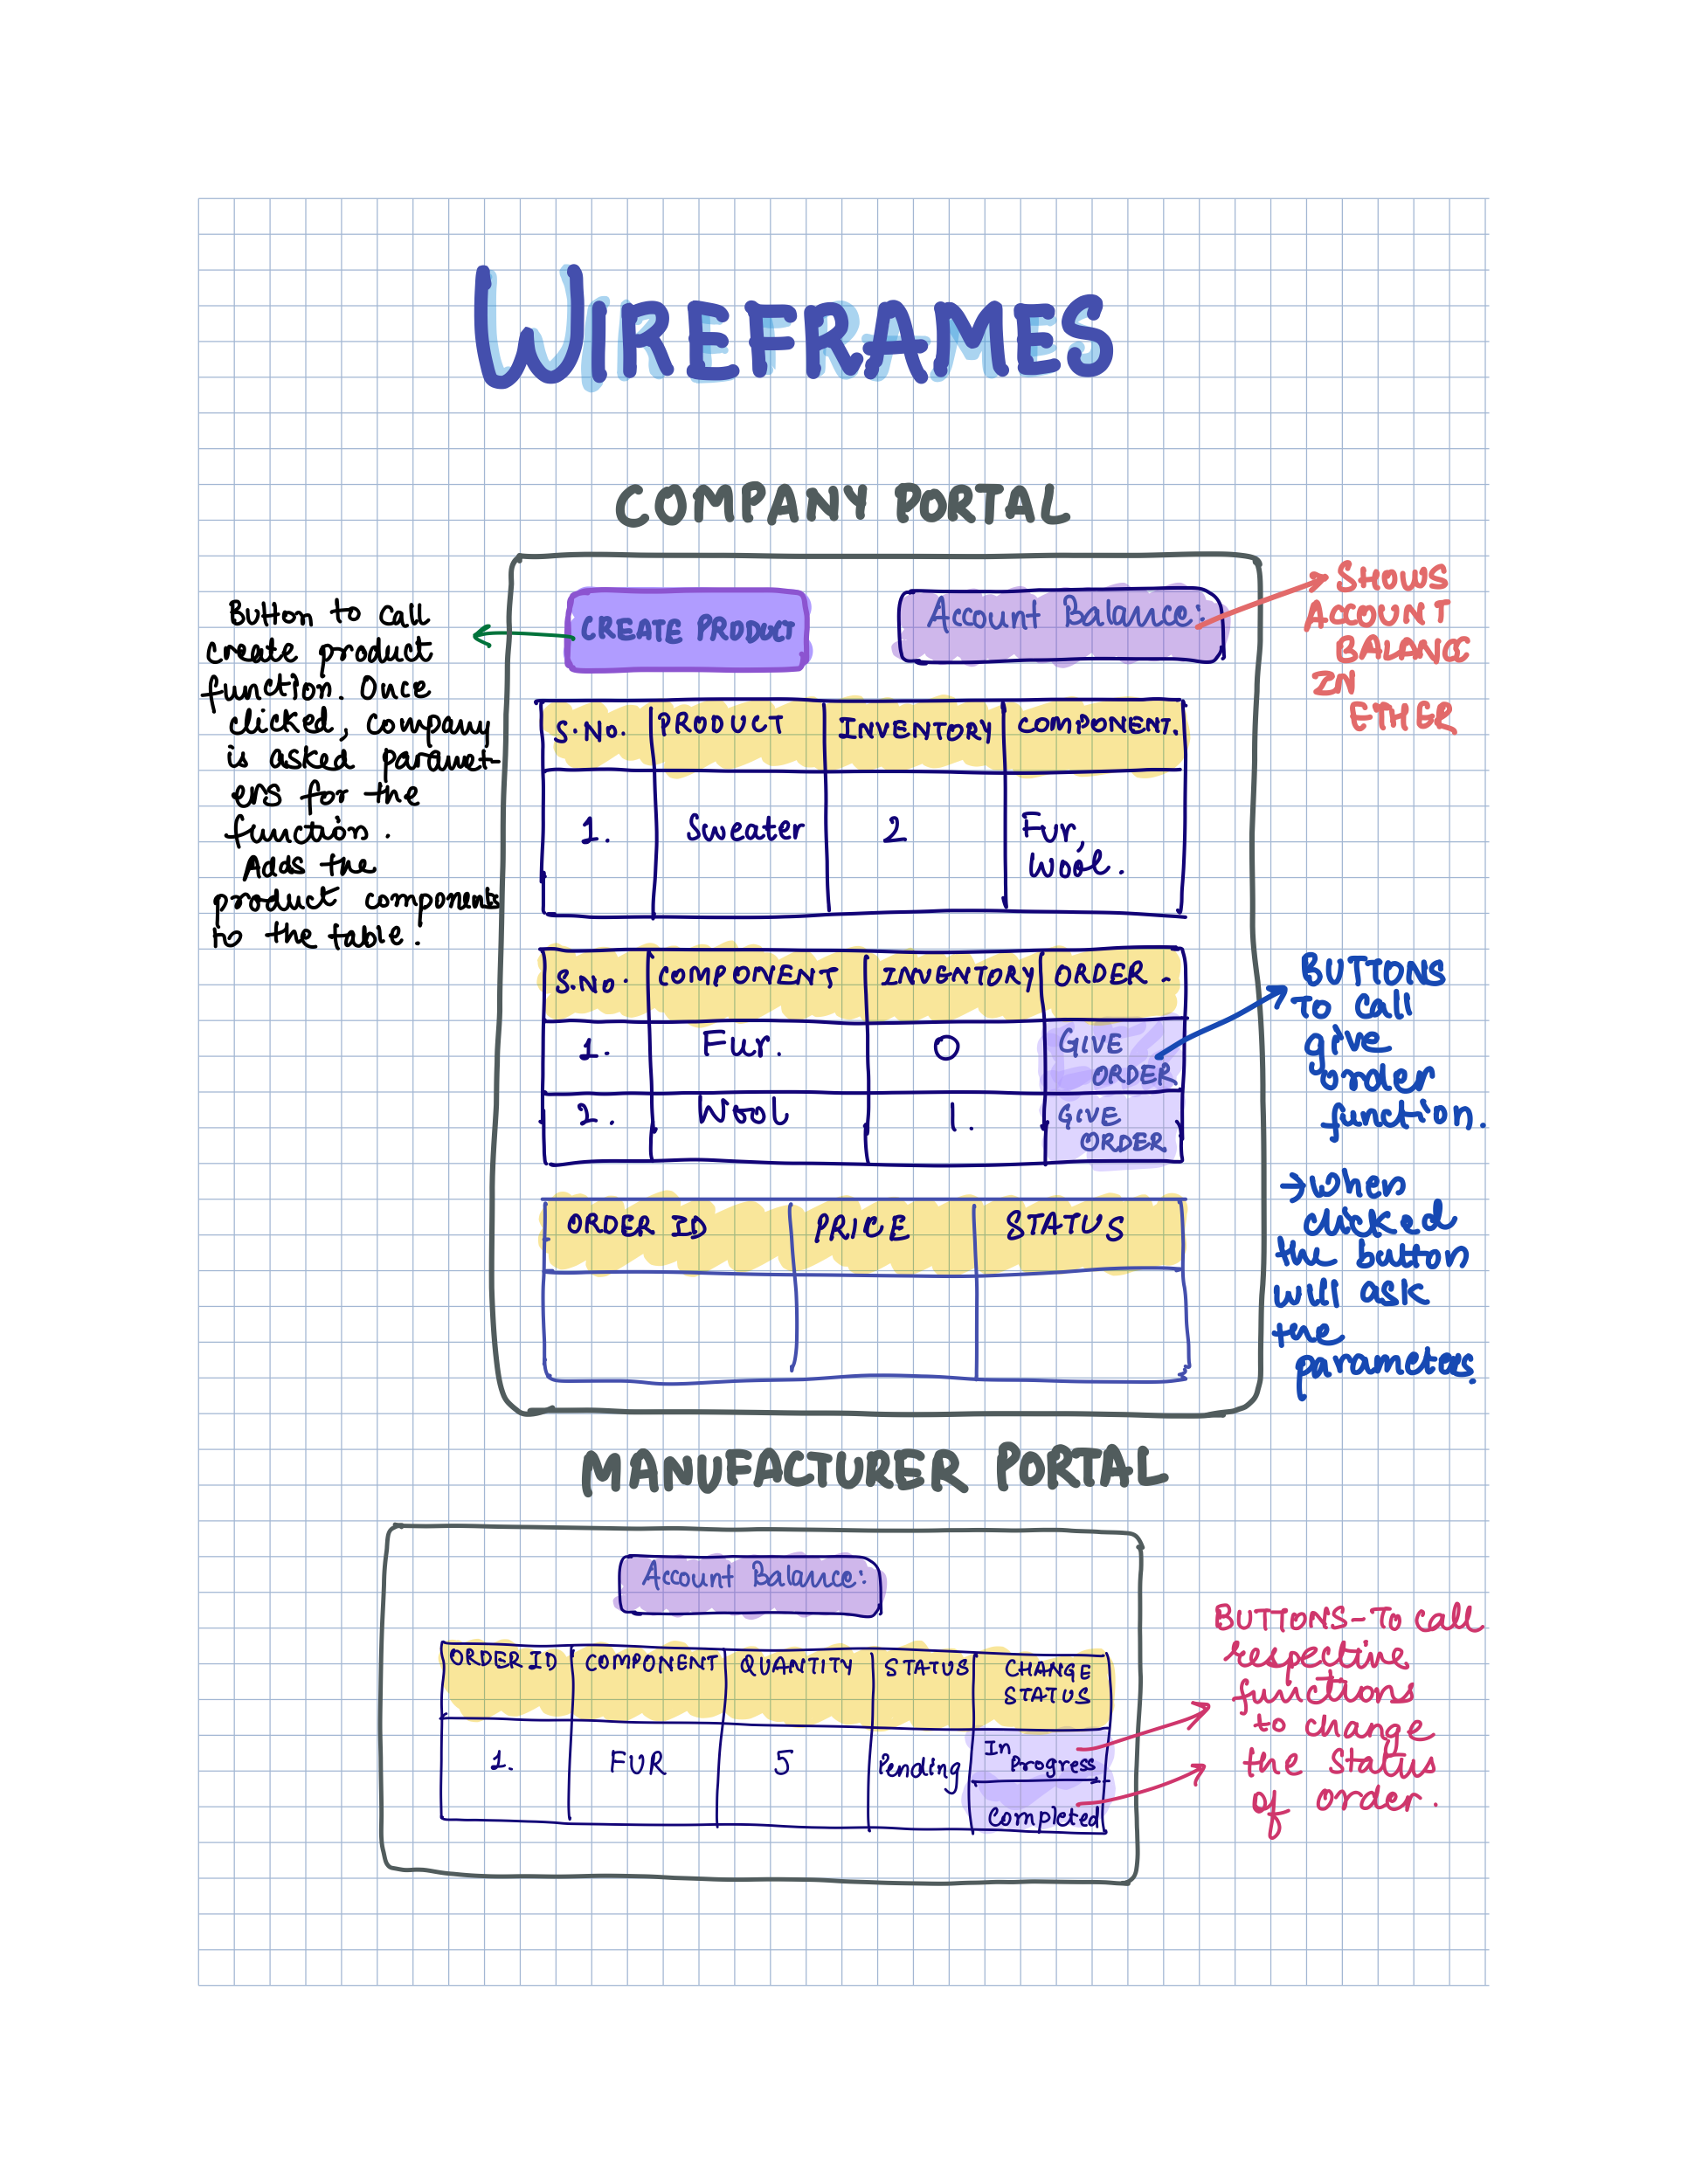 WIREFRAMES
COMPANY PORTAL
CREATE PRODUCT
Account Balance:
SHOWS
ACCOUNT
BALANCE
IN
ETHER
Button to call
create product
function. Once
clicked, company
is asked paramet-
ers for the
function.
Adds the
product components
to the table.
S.No. PRODUCT INVENTORY COMPONENT.
1. Sweater 2 Fur,
Wool.
S.No. COMPONENT INVENTORY ORDER -
1. Fur. 0 GIVE
ORDER
2. Wool 1. GIVE
ORDER
BUTTONS
TO call
give
order
function.
→ When
clicked
the button
will ask
the
parameters.
ORDER ID PRICE STATUS
MANUFACTURER PORTAL
Account Balance:
ORDER ID COMPONENT QUANTITY STATUS CHANGE
STATUS
1. FUR 5 Pending In
Progress
Completed
BUTTONS - TO call
respective
functions
to change
the status
of order.